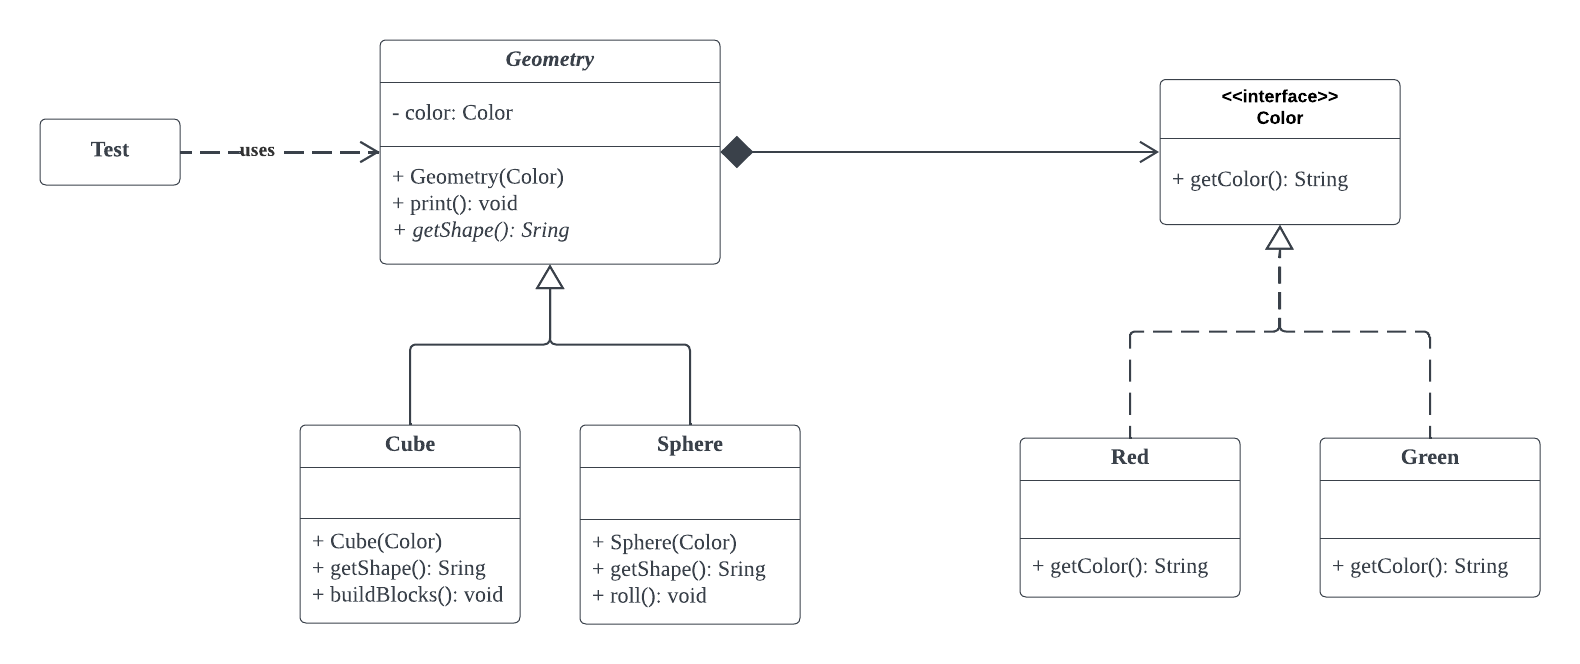 Test
uses
Geometry
- color: Color
+ Geometry(Color)
+ print(): void
+ getShape(): Sring
<<interface>>
Color
+ getColor(): String
Cube
+ Cube(Color)
+ getShape(): Sring
+ buildBlocks(): void
Sphere
+ Sphere(Color)
+ getShape(): Sring
+ roll(): void
Red
+ getColor(): String
Green
+ getColor(): String